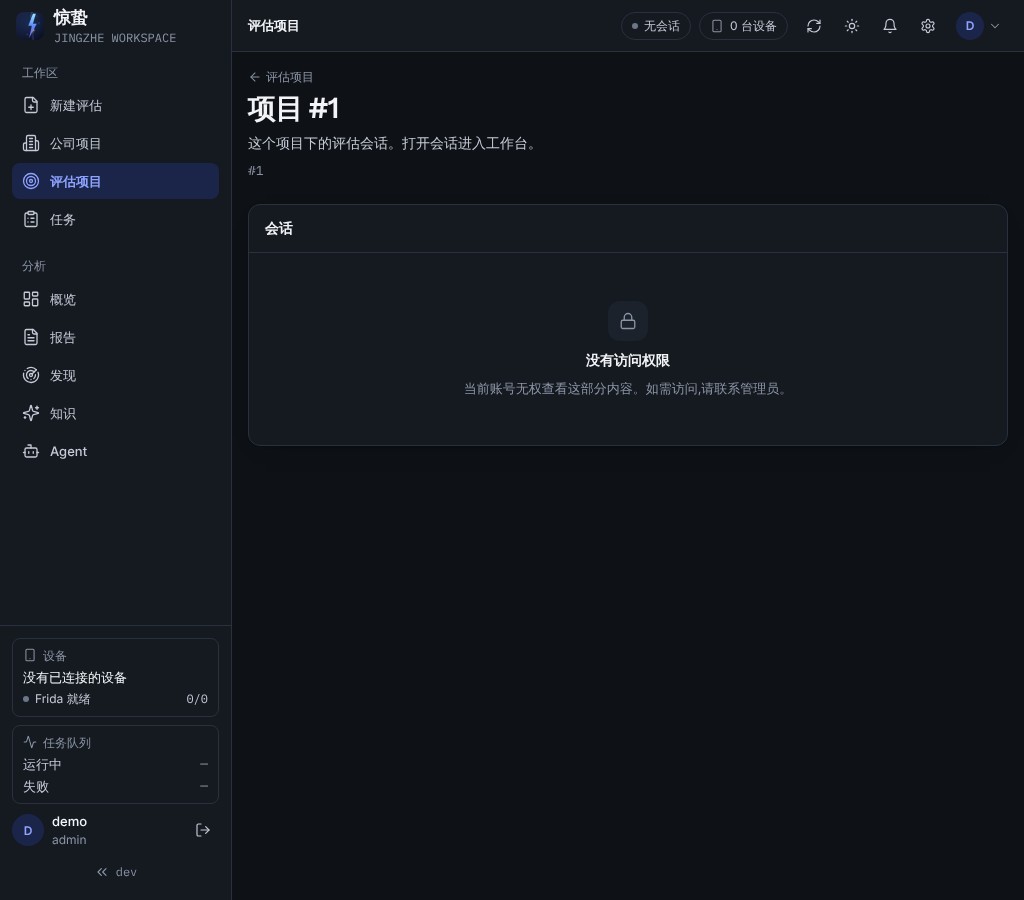 惊蛰
JINGZHE WORKSPACE
工作区
新建评估
公司项目
评估项目
任务
分析
概览
报告
发现
知识
Agent
设备
没有已连接的设备
Frida 就绪 0/0
任务队列
运行中 —
失败 —
D
demo
admin
dev
评估项目
无会话
0 台设备
D
评估项目
项目 #1
这个项目下的评估会话。打开会话进入工作台。
#1
会话
没有访问权限
当前账号无权查看这部分内容。如需访问,请联系管理员。